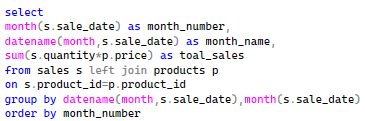 select
month(s.sale_date) as month_number,
datename(month,s.sale_date) as month_name,
sum(s.quantity*p.price) as toal_sales
from sales s left join products p
on s.product_id=p.product_id
group by datename(month,s.sale_date),month(s.sale_date)
order by month_number